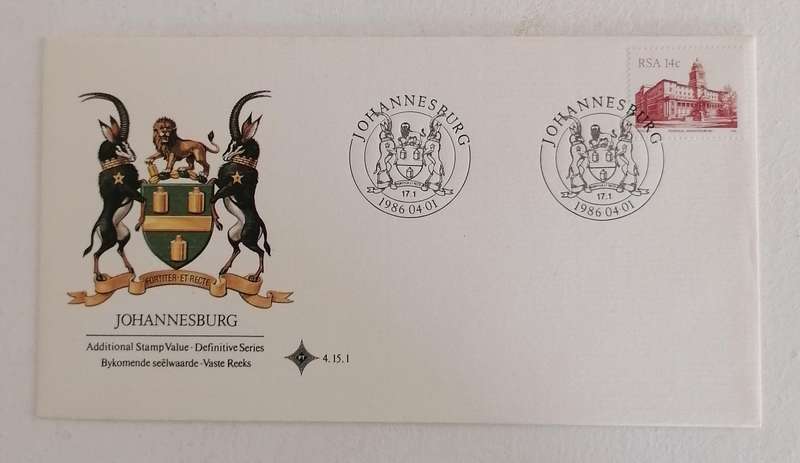 RSA 14c
JOHANNESBURG
17.1
1986·04·01
JOHANNESBURG
17.1
1986·04·01
FORTITER·ET·RECTE
JOHANNESBURG
Additional Stamp Value · Definitive Series
Bykomende seëlwaarde · Vaste Reeks
4.15.1